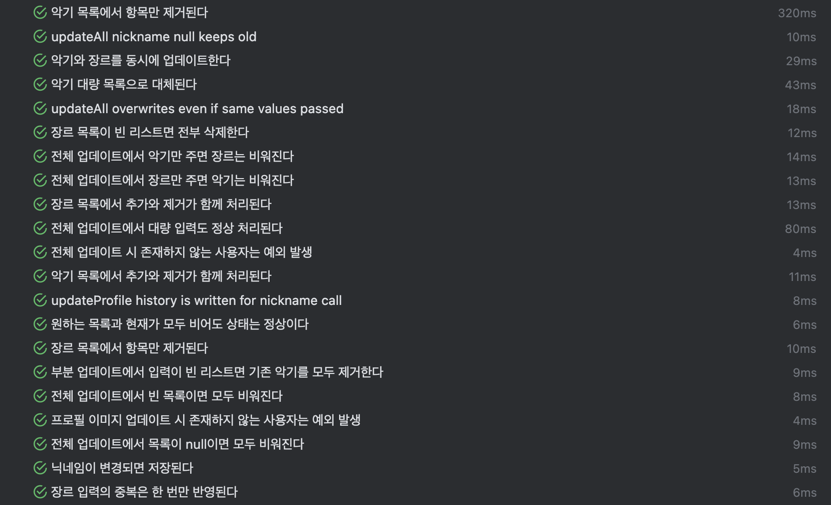 악기 목록에서 항목만 제거된다 320ms
updateAll nickname null keeps old 10ms
악기와 장르를 동시에 업데이트한다 29ms
악기 대량 목록으로 대체된다 43ms
updateAll overwrites even if same values passed 18ms
장르 목록이 빈 리스트면 전부 삭제한다 12ms
전체 업데이트에서 악기만 주면 장르는 비워진다 14ms
전체 업데이트에서 장르만 주면 악기는 비워진다 13ms
장르 목록에서 추가와 제거가 함께 처리된다 13ms
전체 업데이트에서 대량 입력도 정상 처리된다 80ms
전체 업데이트 시 존재하지 않는 사용자는 예외 발생 4ms
악기 목록에서 추가와 제거가 함께 처리된다 11ms
updateProfile history is written for nickname call 8ms
원하는 목록과 현재가 모두 비어도 상태는 정상이다 6ms
장르 목록에서 항목만 제거된다 10ms
부분 업데이트에서 입력이 빈 리스트면 기존 악기를 모두 제거한다 9ms
전체 업데이트에서 빈 목록이면 모두 비워진다 8ms
프로필 이미지 업데이트 시 존재하지 않는 사용자는 예외 발생 4ms
전체 업데이트에서 목록이 null이면 모두 비워진다 9ms
닉네임이 변경되면 저장된다 5ms
장르 입력의 중복은 한 번만 반영된다 6ms